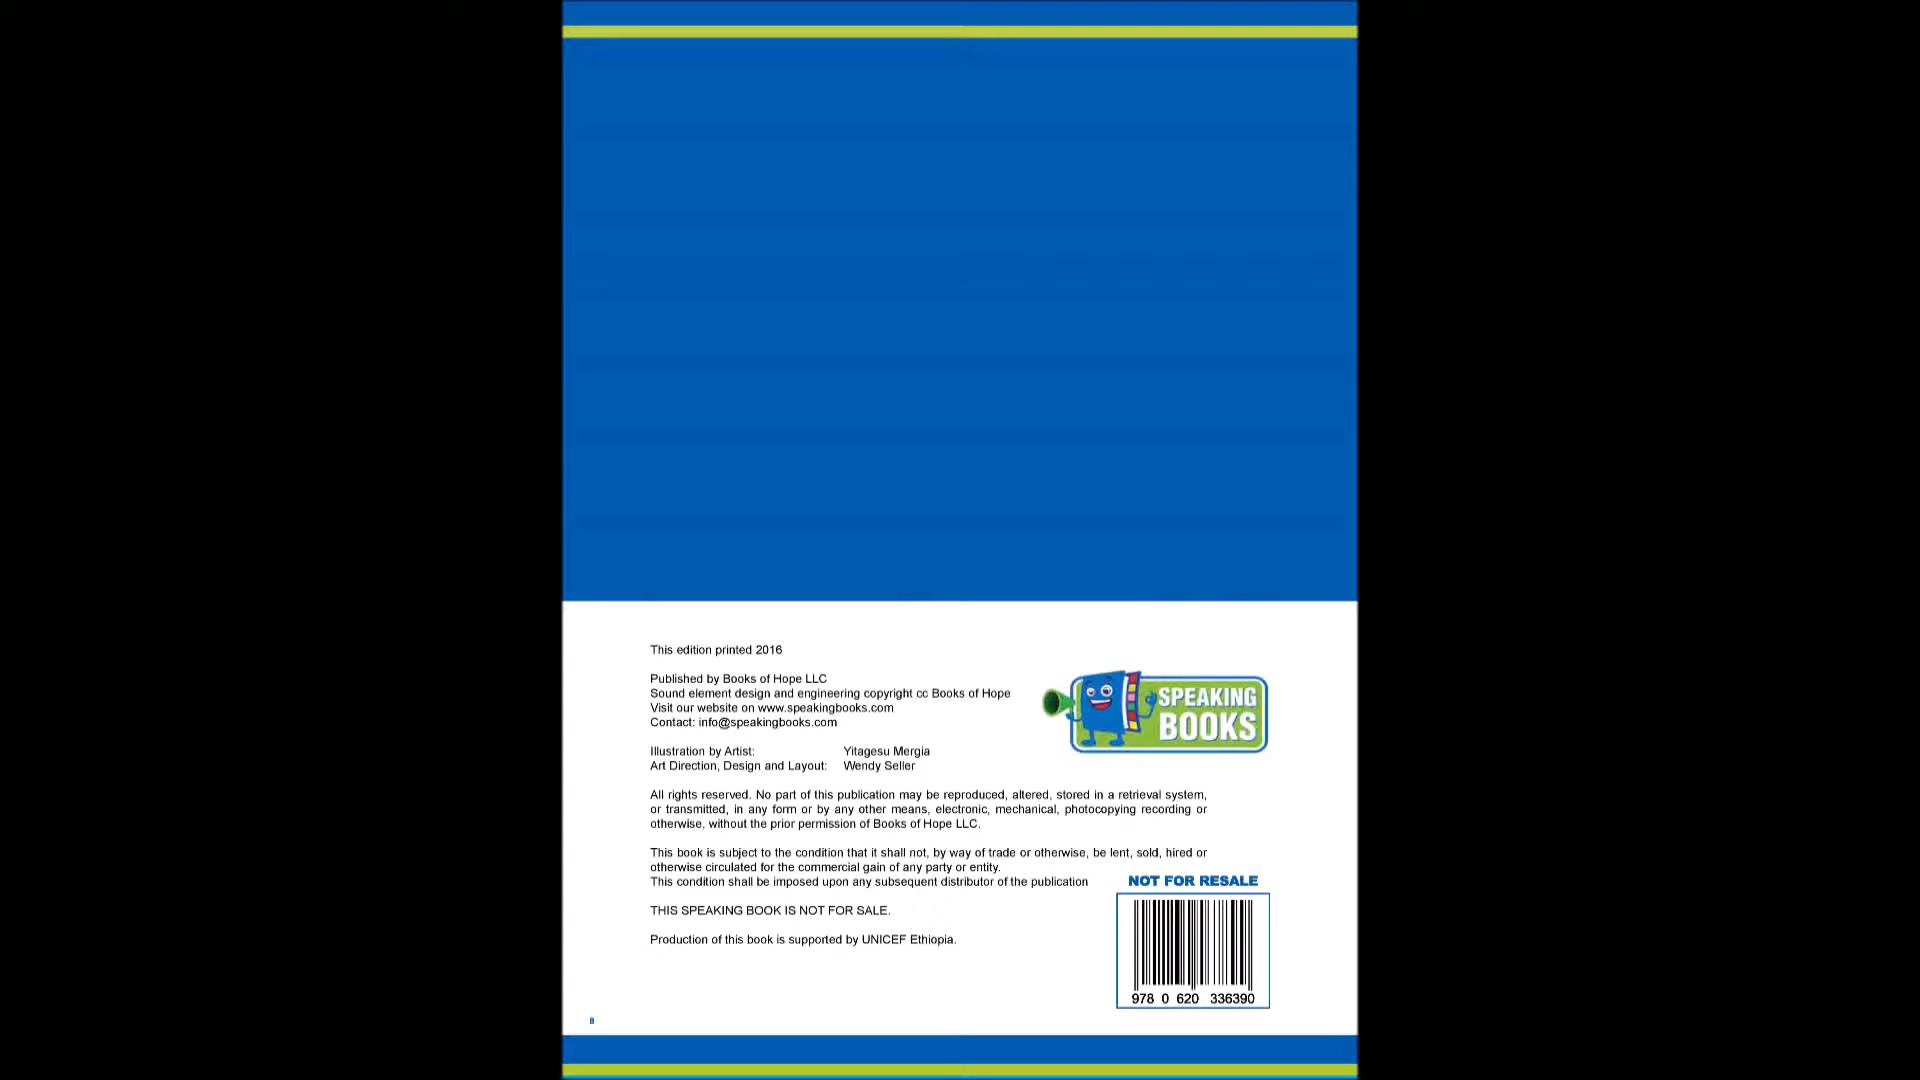 This edition printed 2016
Published by Books of Hope LLC
Sound element design and engineering copyright cc Books of Hope
Visit our website on www.speakingbooks.com
Contact: info@speakingbooks.com
SPEAKING
BOOKS
Illustration by Artist: Yitagesu Mergia
Art Direction, Design and Layout: Wendy Seller
All rights reserved. No part of this publication may be reproduced, altered, stored in a retrieval system,
or transmitted, in any form or by any other means, electronic, mechanical, photocopying recording or
otherwise, without the prior permission of Books of Hope LLC.
This book is subject to the condition that it shall not, by way of trade or otherwise, be lent, sold, hired or
otherwise circulated for the commercial gain of any party or entity.
This condition shall be imposed upon any subsequent distributor of the publication
NOT FOR RESALE
THIS SPEAKING BOOK IS NOT FOR SALE.
Production of this book is supported by UNICEF Ethiopia.
978 0 620 336390